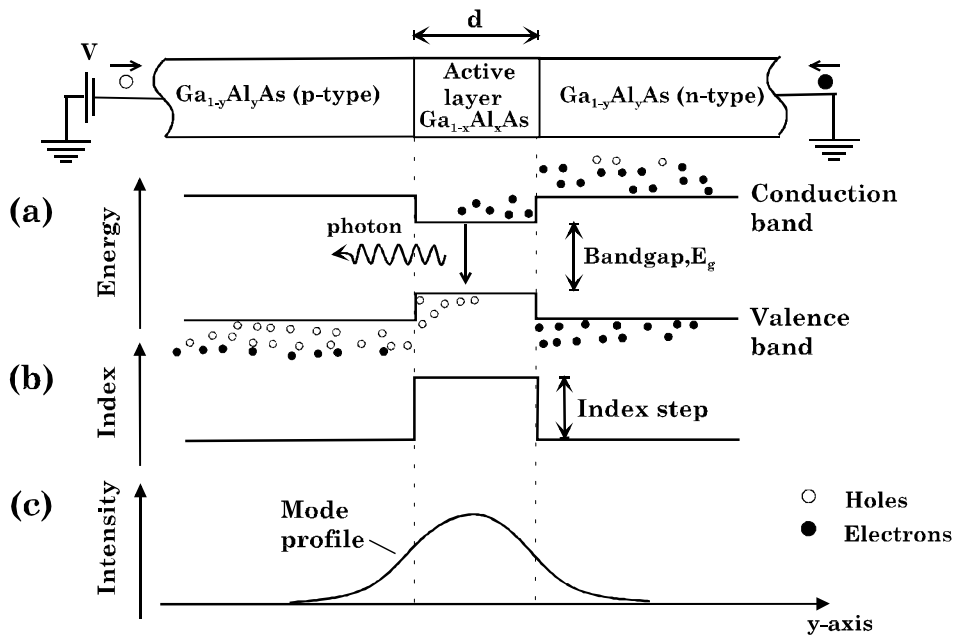 d
V
Ga1-yAlyAs (p-type)
Active
layer
Ga1-xAlxAs
Ga1-yAlyAs (n-type)
(a)
Energy
photon
Conduction
band
Bandgap,Eg
Valence
band
(b)
Index
Index step
(c)
Intensity
Mode
profile
Holes
Electrons
y-axis